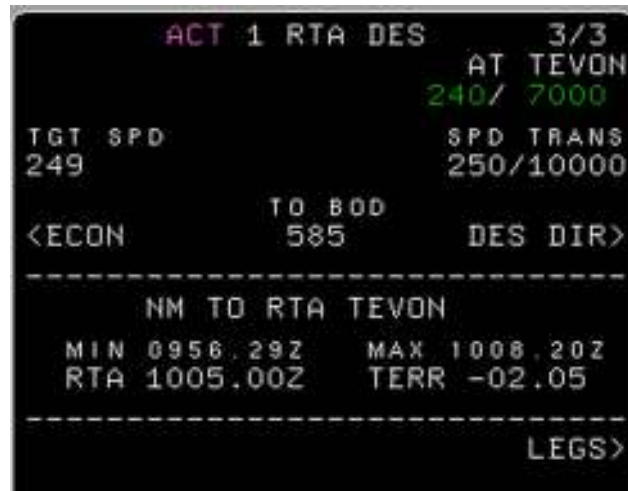 ACT 1 RTA DES 3/3
AT TEVON
240/ 7000
TGT SPD SPD TRANS
249 250/10000
TO BOD
<ECON 585 DES DIR>
NM TO RTA TEVON
MIN 0956.29Z MAX 1008.20Z
RTA 1005.00Z TERR -02.05
LEGS>